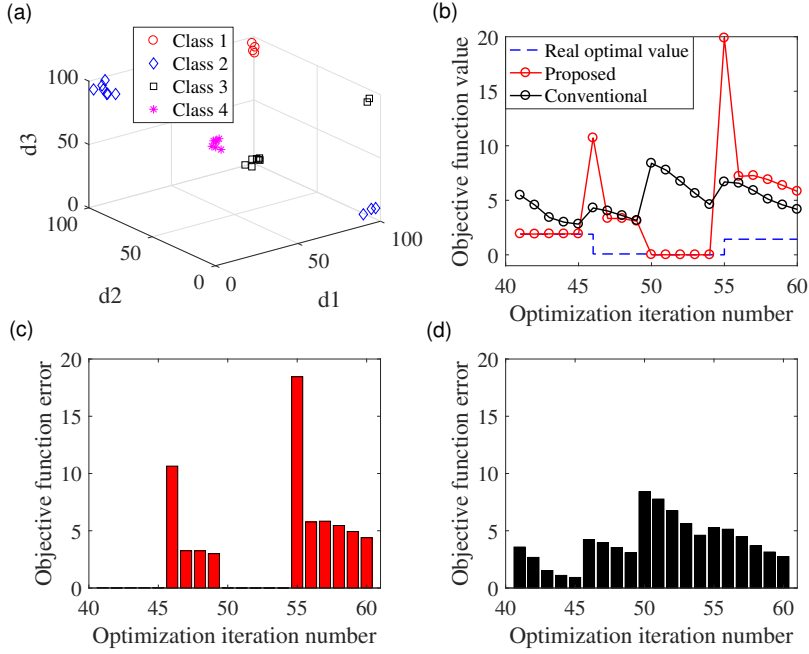 (a)
Class 1
Class 2
Class 3
Class 4
100
50
0
d3
100
50
0
d2
0
50
100
d1
(b)
Real optimal value
Proposed
Conventional
20
15
10
5
0
Objective function value
40
45
50
55
60
Optimization iteration number
(c)
20
15
10
5
0
Objective function error
40
45
50
55
60
Optimization iteration number
(d)
20
15
10
5
0
Objective function error
40
45
50
55
60
Optimization iteration number